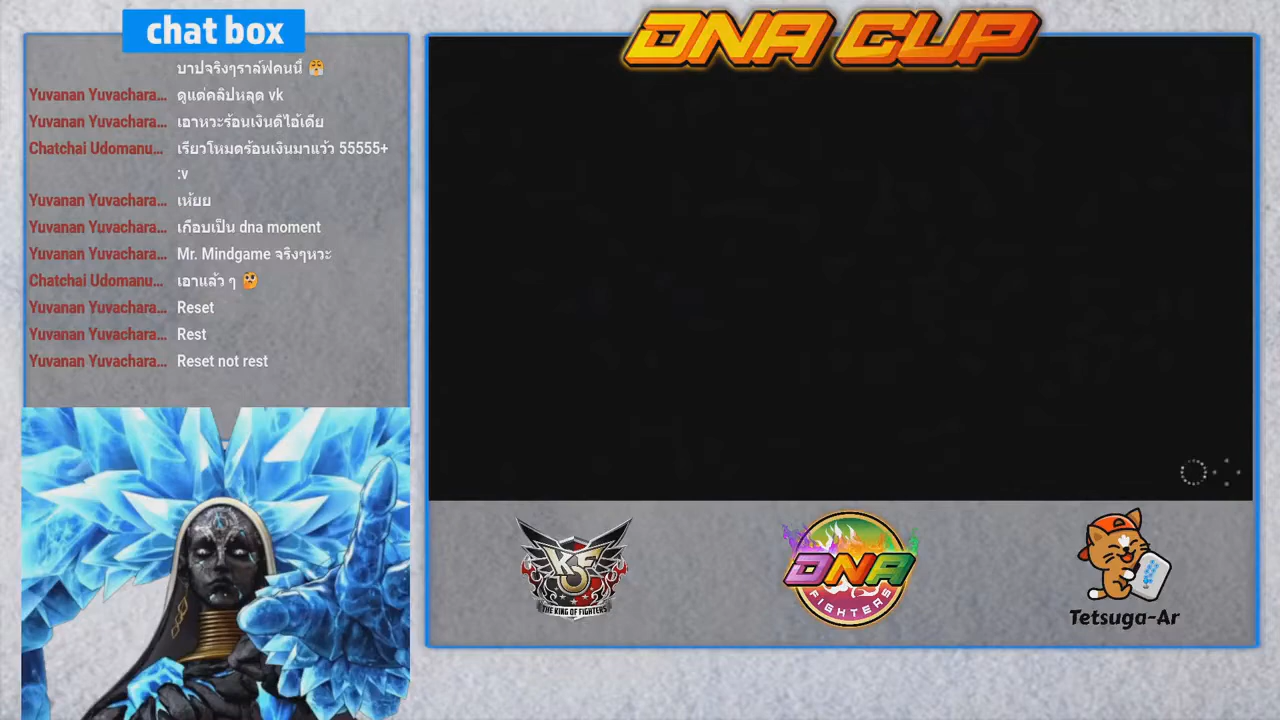 chat box
บาปจริงๆราล์ฟคนนี้ 😤
Yuvanan Yuvachara... ดูแต่คลิปหลุด vk
Yuvanan Yuvachara... เอาหวะร้อนเงินดิไอ้เดีย
Chatchai Udomanu... เรียวโหมดร้อนเงินมาแว้ว 55555+
:v
Yuvanan Yuvachara... เห้ยย
Yuvanan Yuvachara... เกือบเป็น dna moment
Yuvanan Yuvachara... Mr. Mindgame จริงๆหวะ
Chatchai Udomanu... เอาแล้ว ๆ
Yuvanan Yuvachara... Reset
Yuvanan Yuvachara... Rest
Yuvanan Yuvachara... Reset not rest
DNA CUP
KOF
THE KING OF FIGHTERS
DNA
FIGHTERS
Tetsuga-Ar